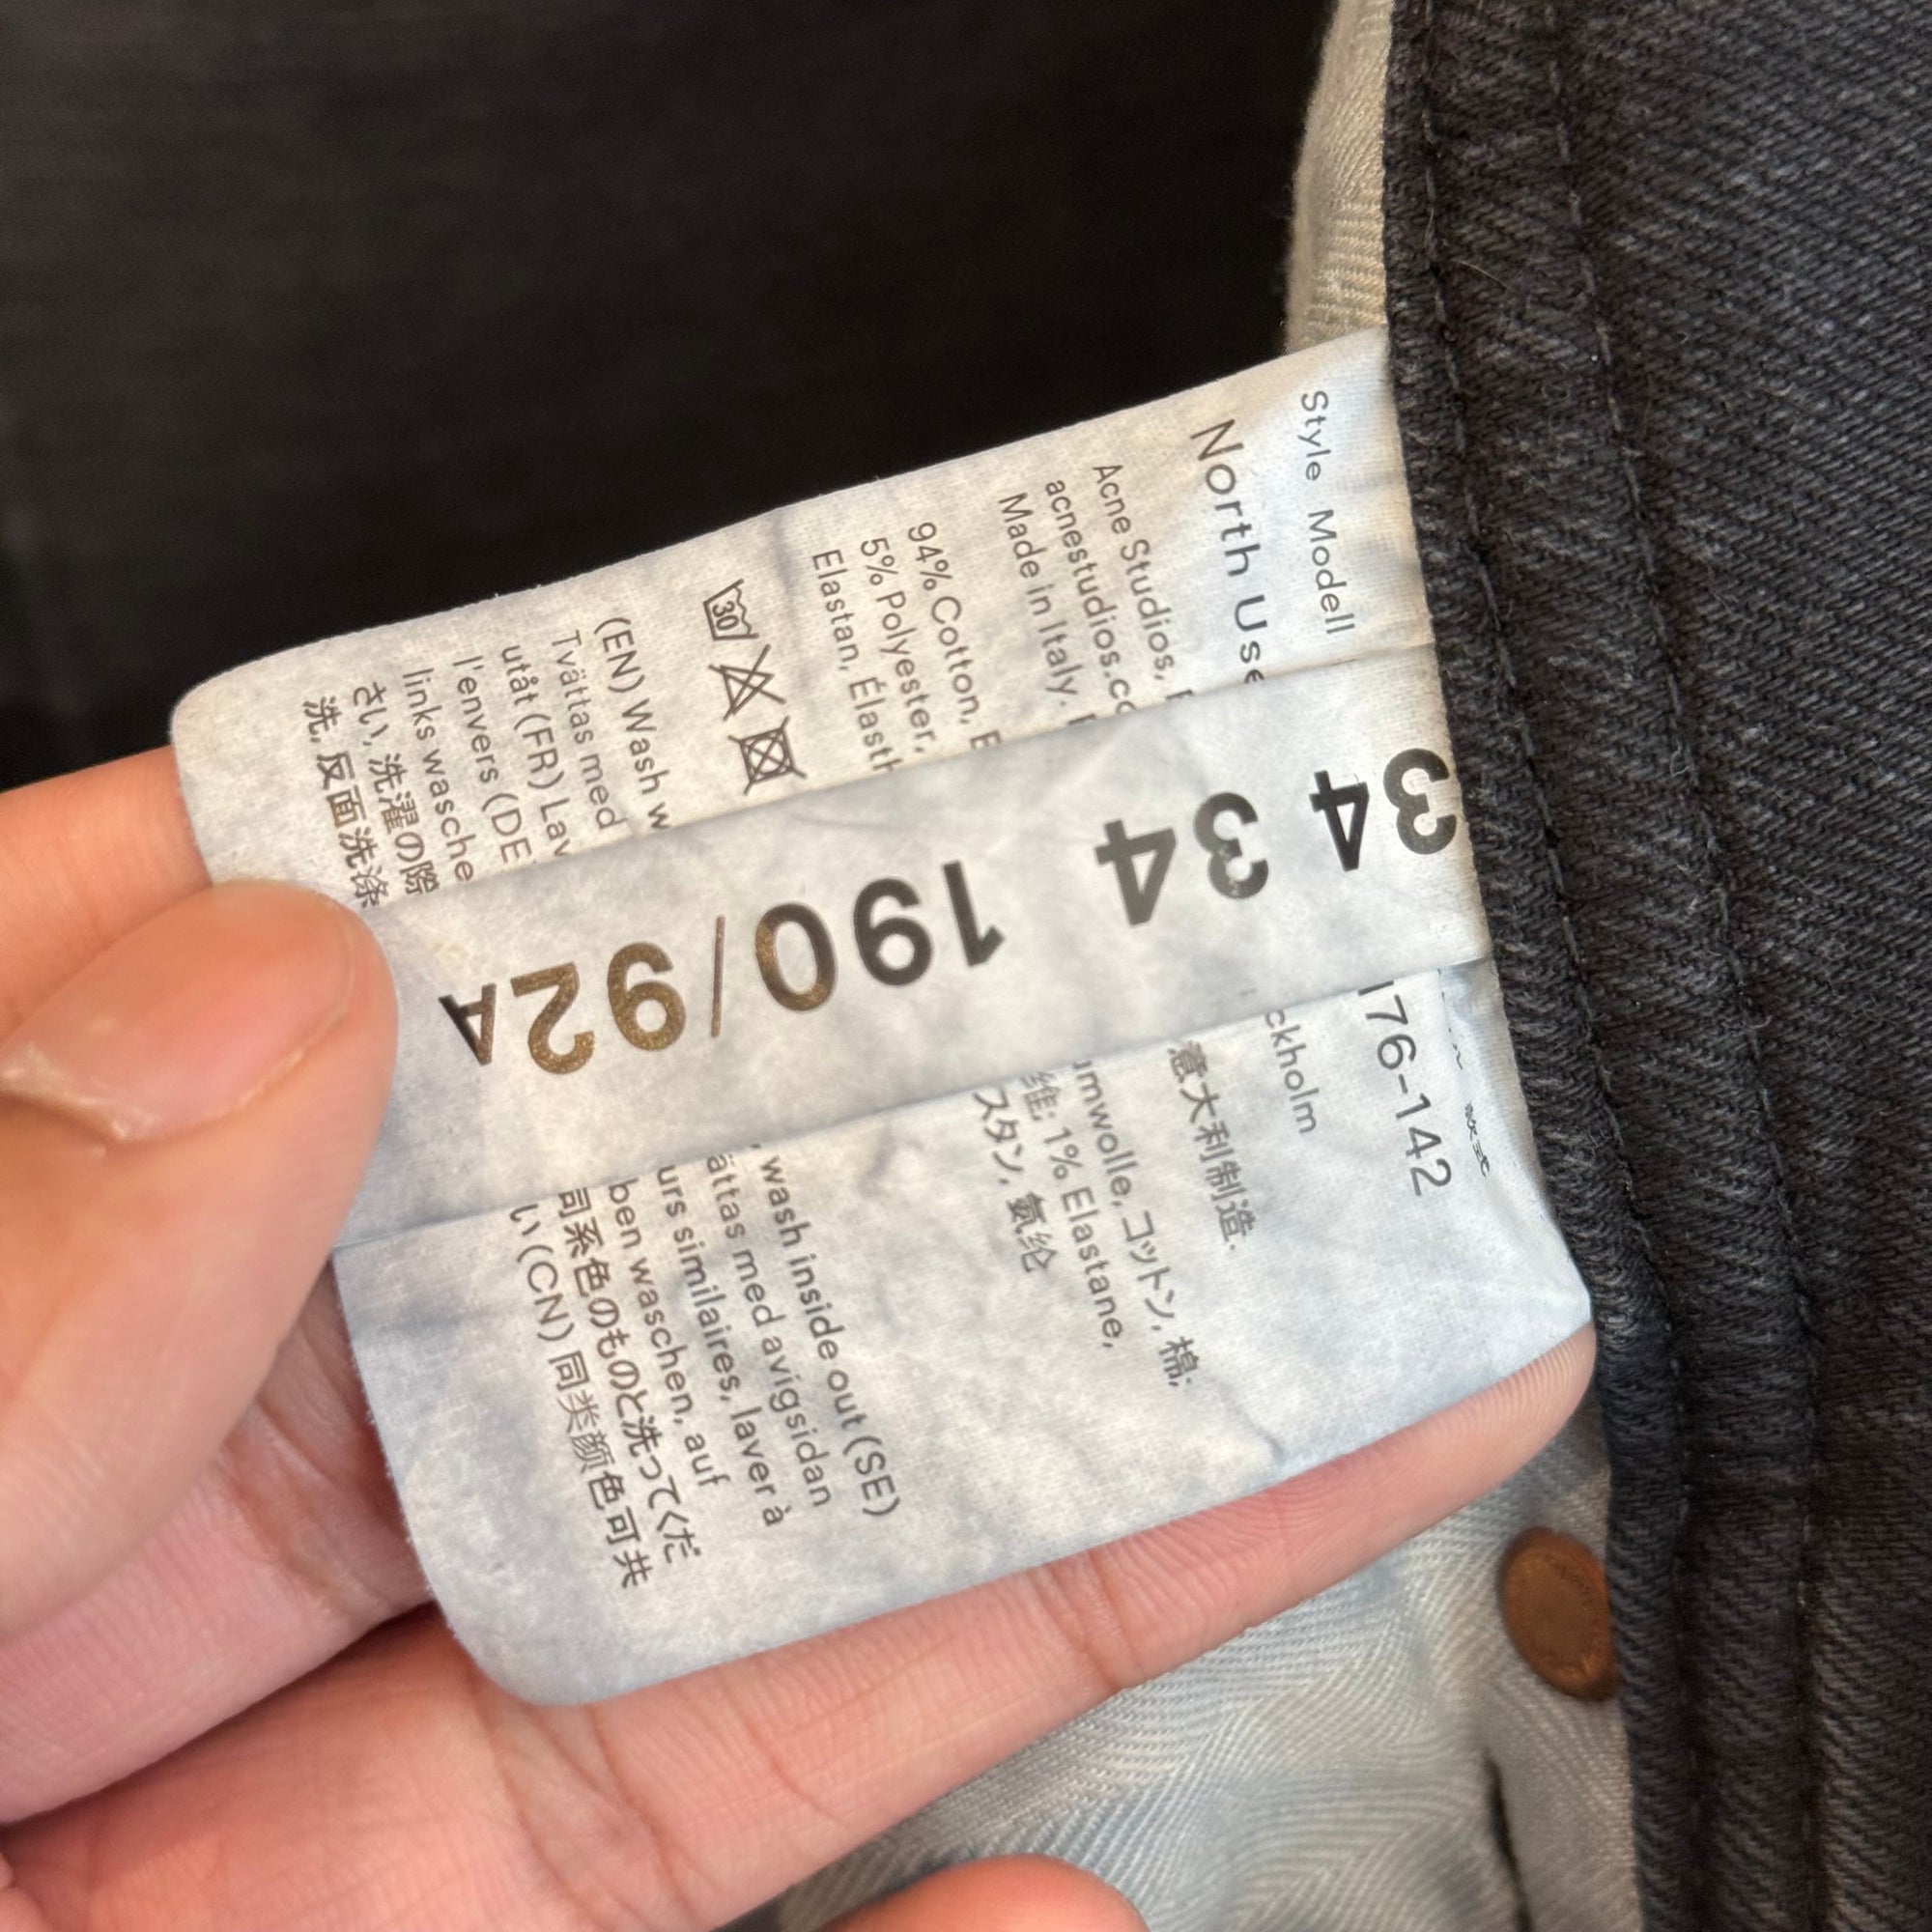 Style Modell
North Use
176-142
Acne Studios,
ckholm
acnestudios.co
Made in Italy.
意大利制造.
94% Cotton, E
umwolle, コットン, 棉.
5% Polyester,
维; 1% Elastane,
Elastan, Élasth
スタン, 氨纶
30
(EN) Wash w
wash inside out (SE)
Tvättas med
ättas med avigsidan
utåt (FR) Lav
urs similaires, laver à
l'envers (DE)
ben waschen, auf
links wasche
同系色のものと洗ってくだ
さい, 洗濯の際
い (CN) 同类颜色可共
洗, 反面洗涤
34
34
190/92A